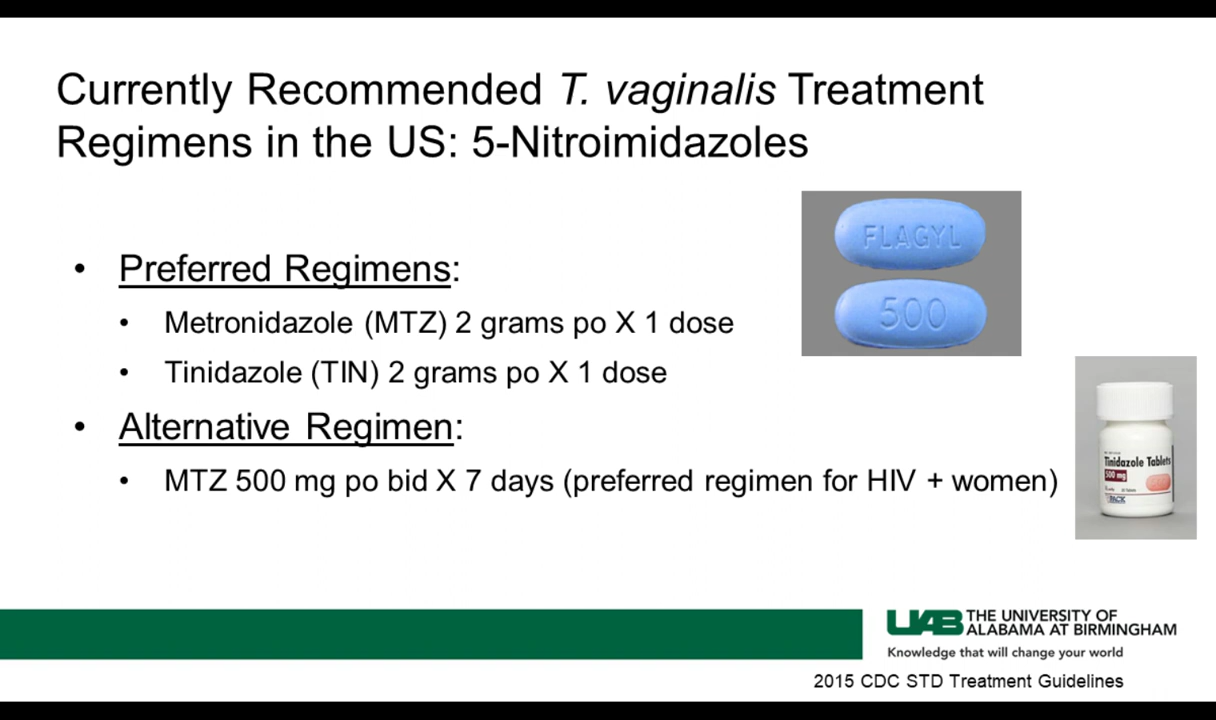 Currently Recommended T. vaginalis Treatment
Regimens in the US: 5-Nitroimidazoles
• Preferred Regimens:
• Metronidazole (MTZ) 2 grams po X 1 dose
• Tinidazole (TIN) 2 grams po X 1 dose
• Alternative Regimen:
• MTZ 500 mg po bid X 7 days (preferred regimen for HIV + women)
FLAGYL
500
Tinidazole Tablets
500 mg
PACK
UAB THE UNIVERSITY OF
ALABAMA AT BIRMINGHAM
Knowledge that will change your world
2015 CDC STD Treatment Guidelines